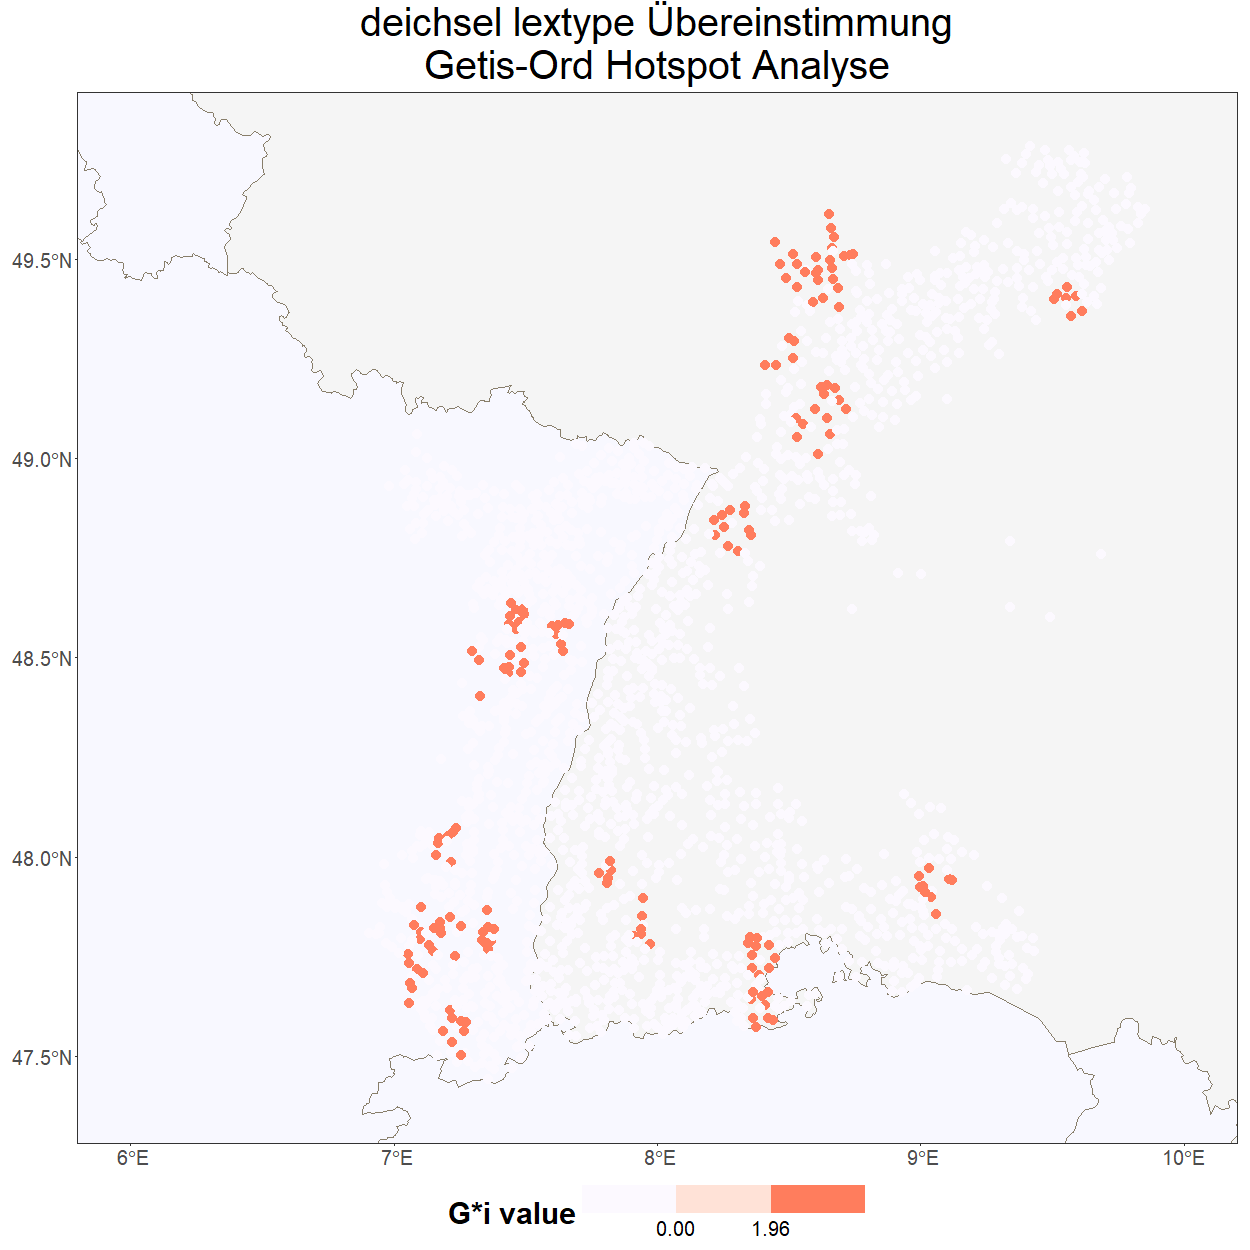 deichsel lextype Übereinstimmung
Getis-Ord Hotspot Analyse
49.5°N
49.0°N
48.5°N
48.0°N
47.5°N
6°E 7°E 8°E 9°E 10°E
G*i value
0.00 1.96